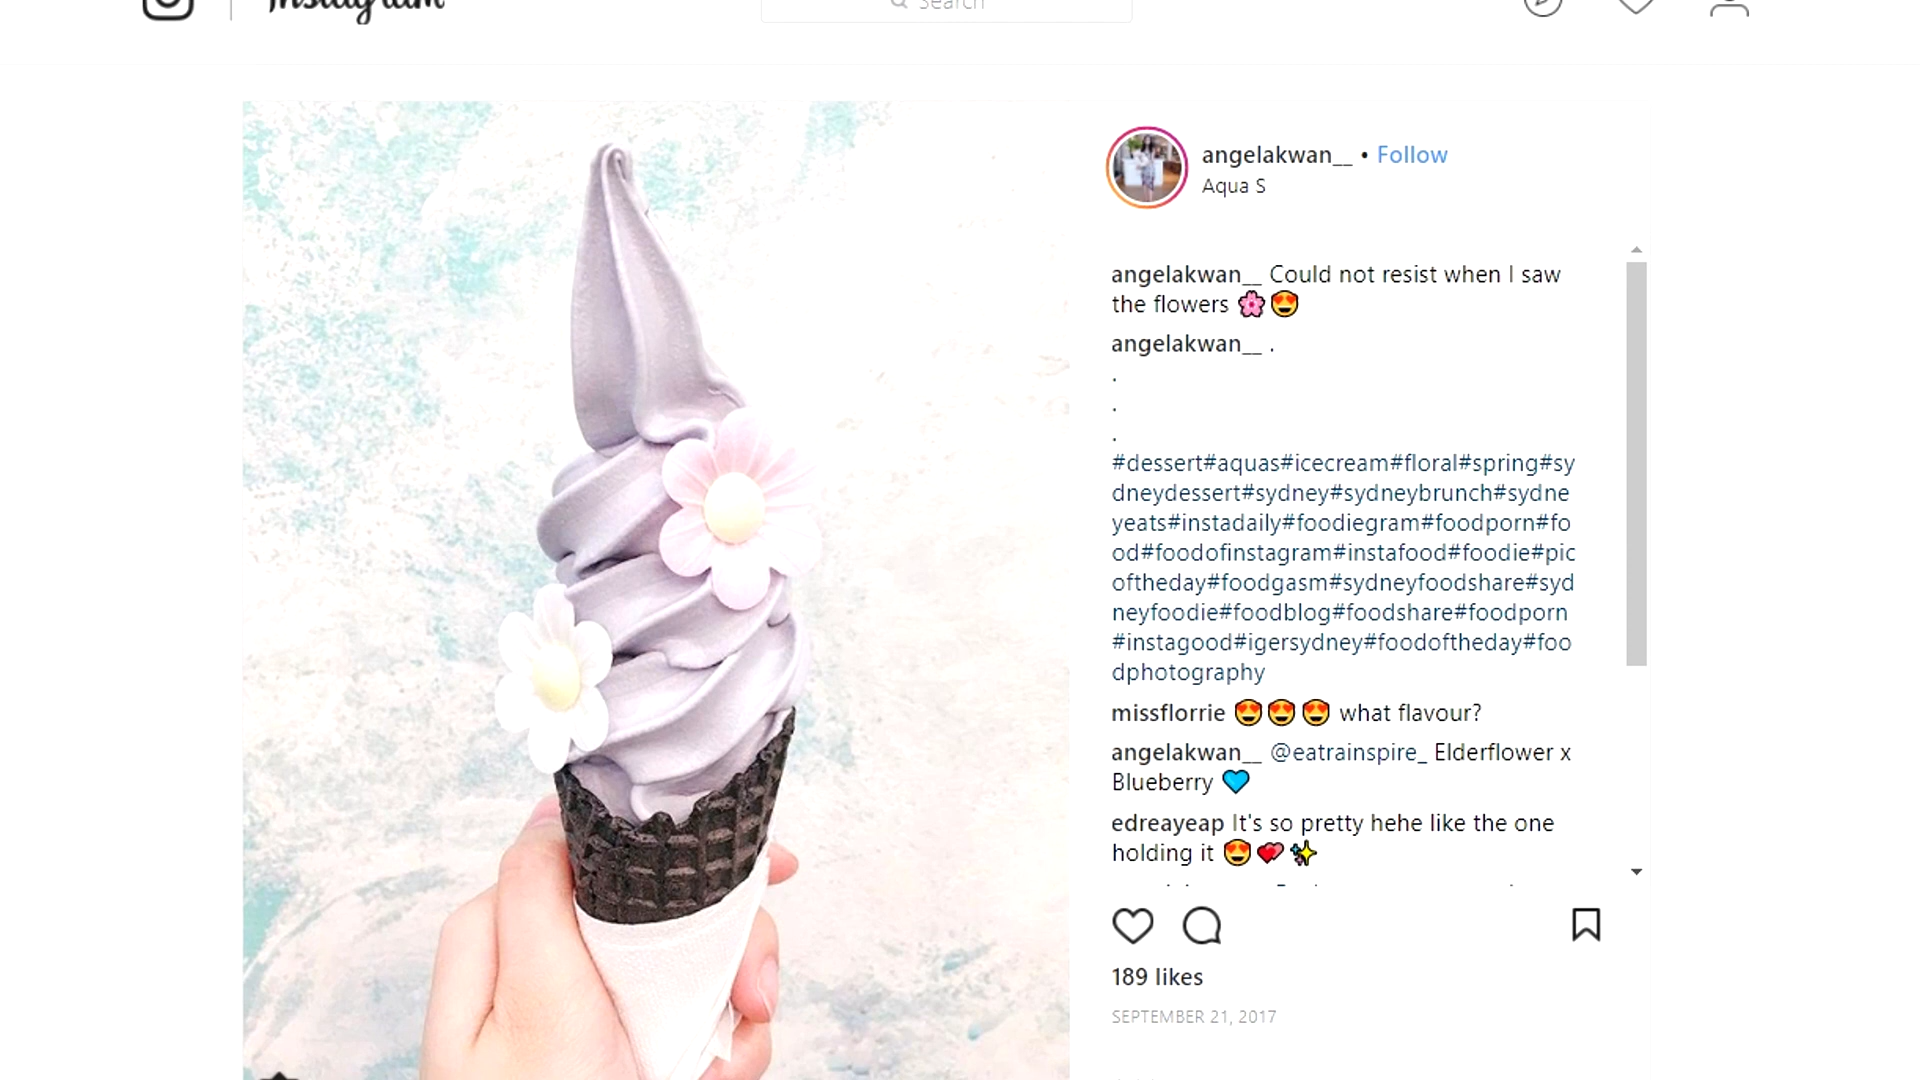 Instagram
Search
angelakwan__ • Follow
Aqua S
angelakwan__ Could not resist when I saw
the flowers 🌸😍
angelakwan__ .
.
.
.
#dessert#aquas#icecream#floral#spring#sy
dneydessert#sydney#sydneybrunch#sydne
yeats#instadaily#foodiegram#foodporn#fo
od#foodofinstagram#instafood#foodie#pic
oftheday#foodgasm#sydneyfoodshare#syd
neyfoodie#foodblog#foodshare#foodporn
#instagood#igersydney#foodoftheday#foo
dphotography
missflorrie 😍😍😍 what flavour?
angelakwan__ @eatrainspire_ Elderflower x
Blueberry 💙
edreayeap It's so pretty hehe like the one
holding it 😍💕✨
189 likes
SEPTEMBER 21, 2017